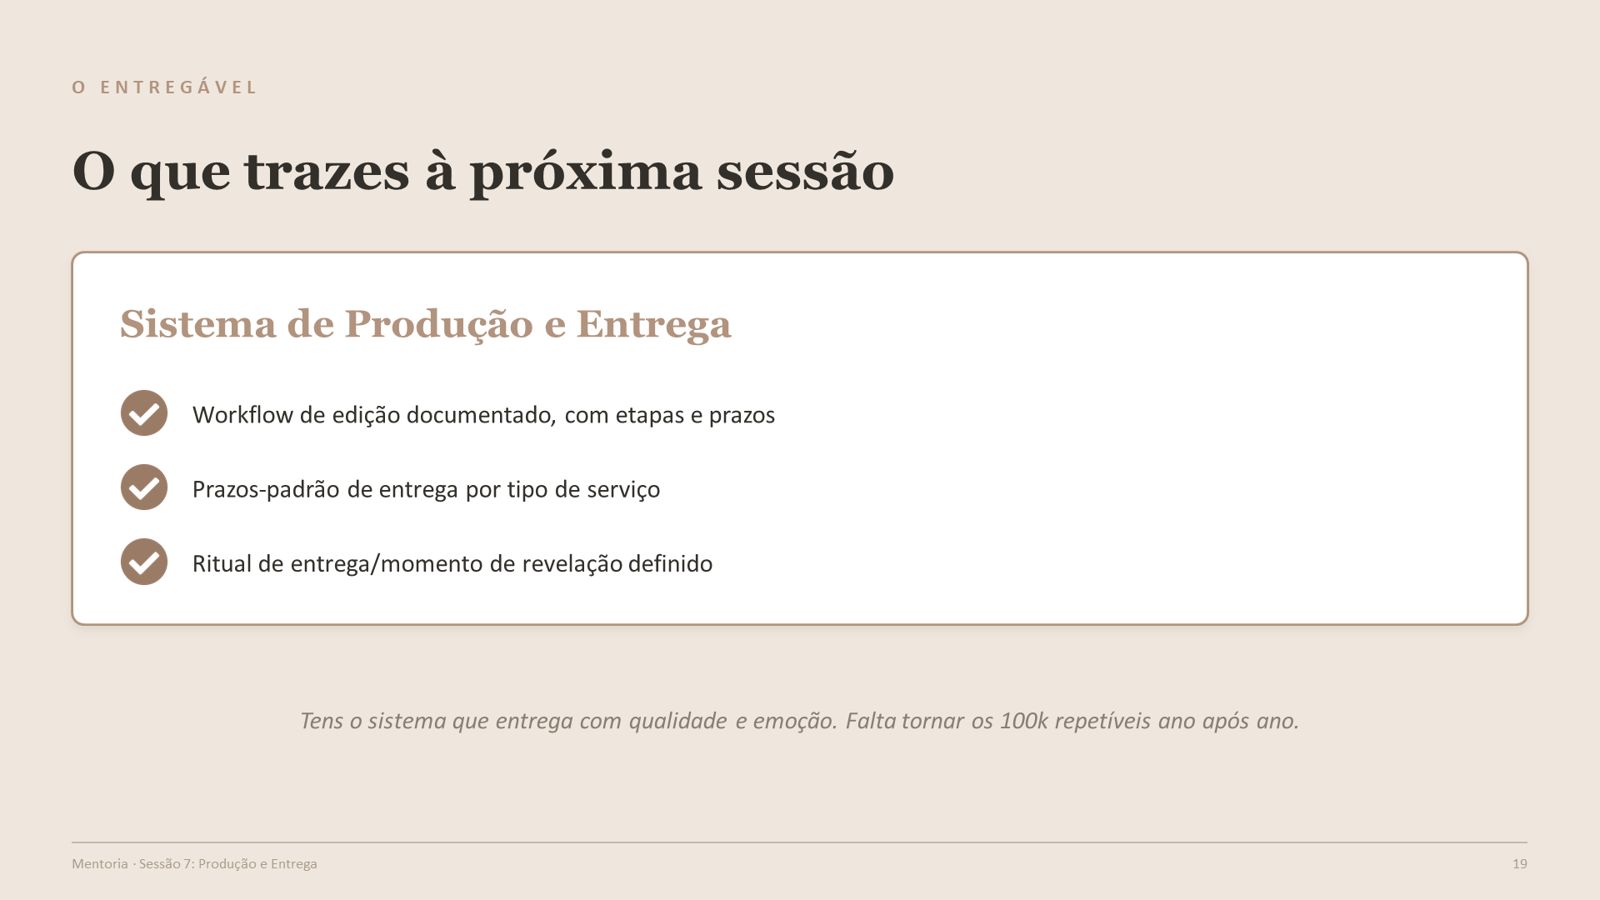 O ENTREGÁVEL
O que trazes à próxima sessão
Sistema de Produção e Entrega
Workflow de edição documentado, com etapas e prazos
Prazos-padrão de entrega por tipo de serviço
Ritual de entrega/momento de revelação definido
Tens o sistema que entrega com qualidade e emoção. Falta tornar os 100k repetíveis ano após ano.
Mentoria · Sessão 7: Produção e Entrega
19